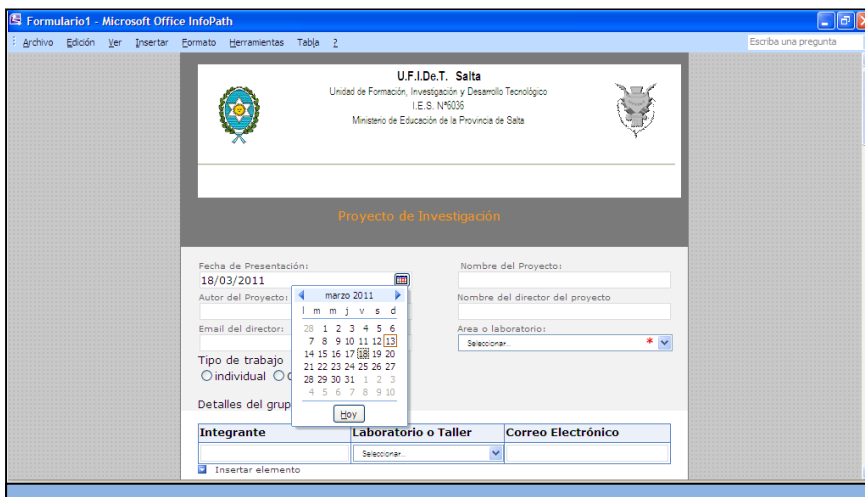 Formulario1 - Microsoft Office InfoPath
Archivo Edición Ver Insertar Formato Herramientas Tabla ?
Escriba una pregunta
U.F.I.De.T. Salta
Unidad de Formación, Investigación y Desarrollo Tecnológico
I.E.S. Nº6036
Ministerio de Educación de la Provincia de Salta
Proyecto de Investigación
Fecha de Presentación: Nombre del Proyecto:
18/03/2011
Autor del Proyecto: Nombre del director del proyecto
marzo 2011
l m m j v s d
Email del director: Area o laboratorio:
28 1 2 3 4 5 6
7 8 9 10 11 12 13
Seleccionar... *
14 15 16 17 18 19 20
Tipo de trabajo
21 22 23 24 25 26 27
individual
28 29 30 31 1 2 3
4 5 6 7 8 9 10
Detalles del grup
Hoy
Integrante Laboratorio o Taller Correo Electrónico
Seleccionar...
Insertar elemento